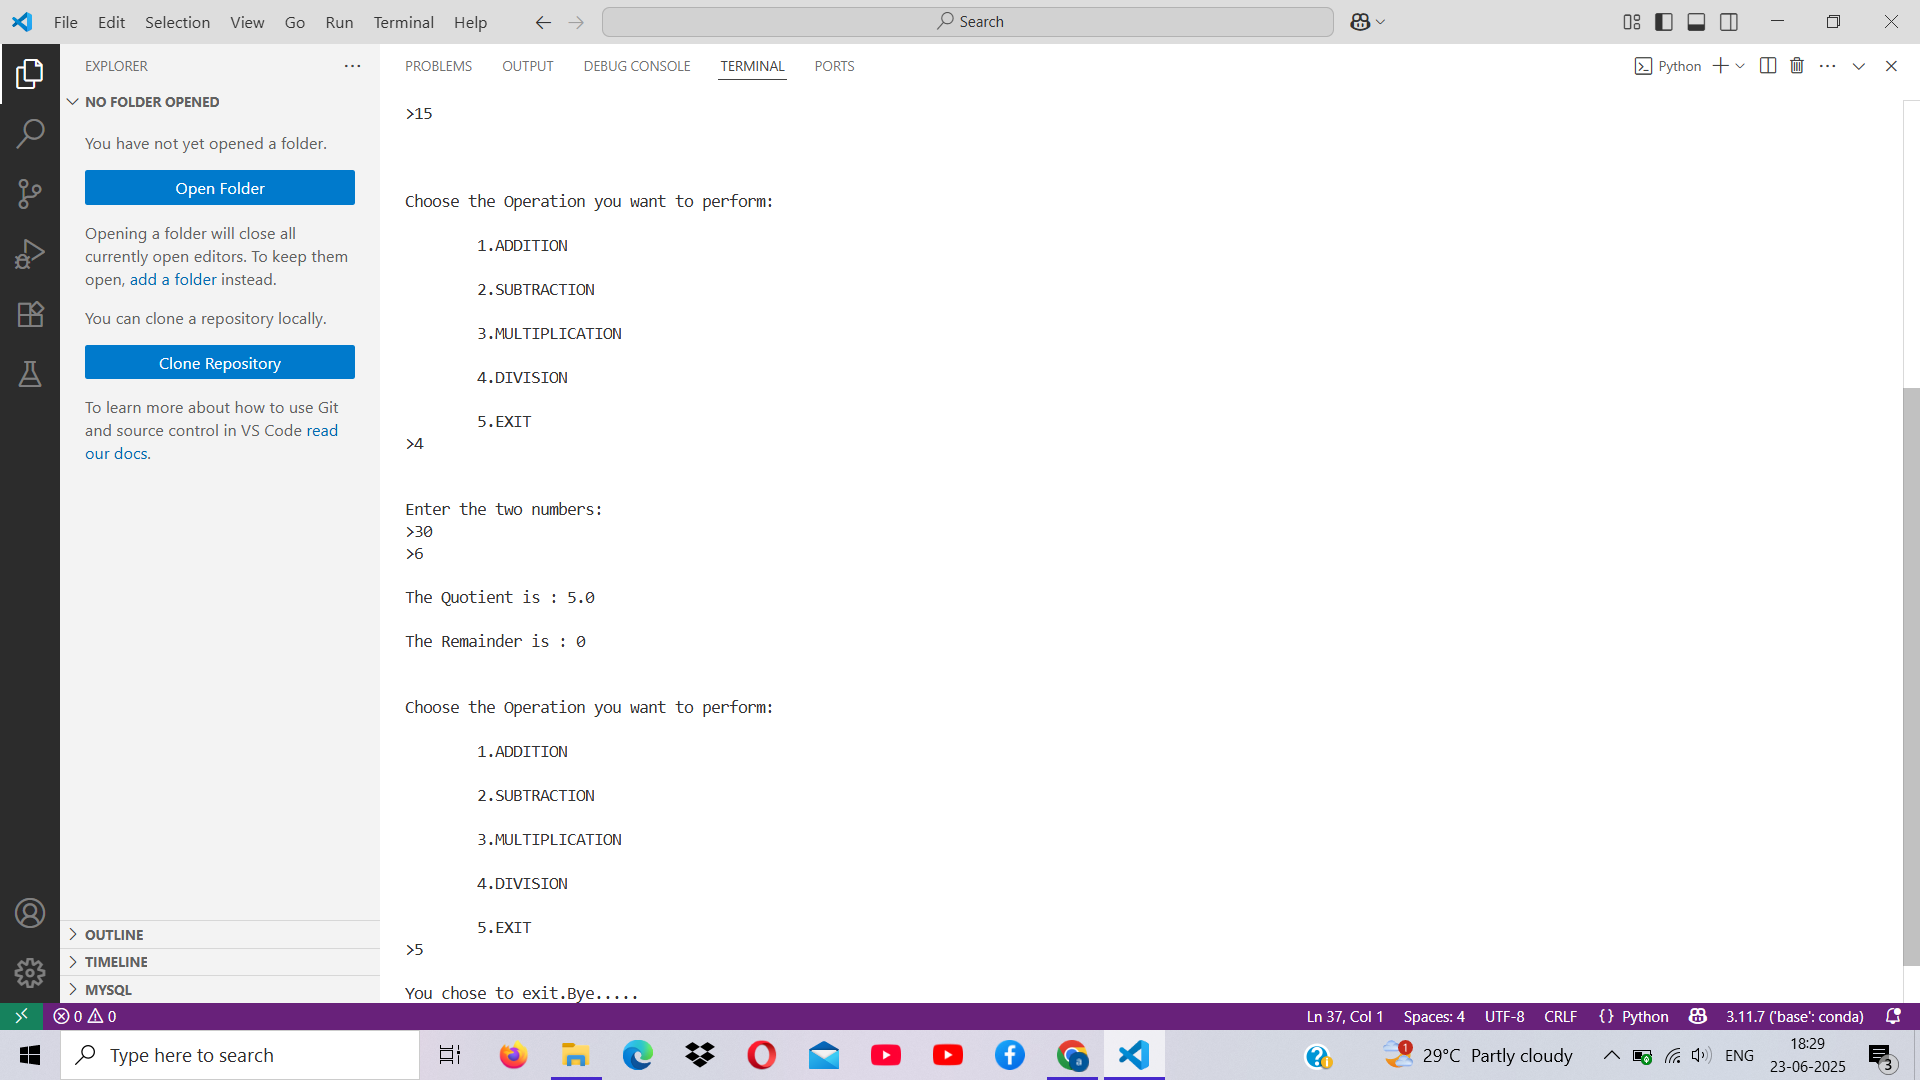 File Edit Selection View Go Run Terminal Help
Search
EXPLORER
NO FOLDER OPENED
You have not yet opened a folder.
Open Folder
Opening a folder will close all
currently open editors. To keep them
open, add a folder instead.
You can clone a repository locally.
Clone Repository
To learn more about how to use Git
and source control in VS Code read
our docs.
OUTLINE
TIMELINE
MYSQL
PROBLEMS OUTPUT DEBUG CONSOLE TERMINAL PORTS
Python
>15
Choose the Operation you want to perform:
1.ADDITION
2.SUBTRACTION
3.MULTIPLICATION
4.DIVISION
5.EXIT
>4
Enter the two numbers:
>30
>6
The Quotient is : 5.0
The Remainder is : 0
Choose the Operation you want to perform:
1.ADDITION
2.SUBTRACTION
3.MULTIPLICATION
4.DIVISION
5.EXIT
>5
You chose to exit.Bye.....
0 0
Ln 37, Col 1 Spaces: 4 UTF-8 CRLF {} Python 3.11.7 ('base': conda)
Type here to search
a
1
29°C Partly cloudy
ENG
18:29
23-06-2025
3